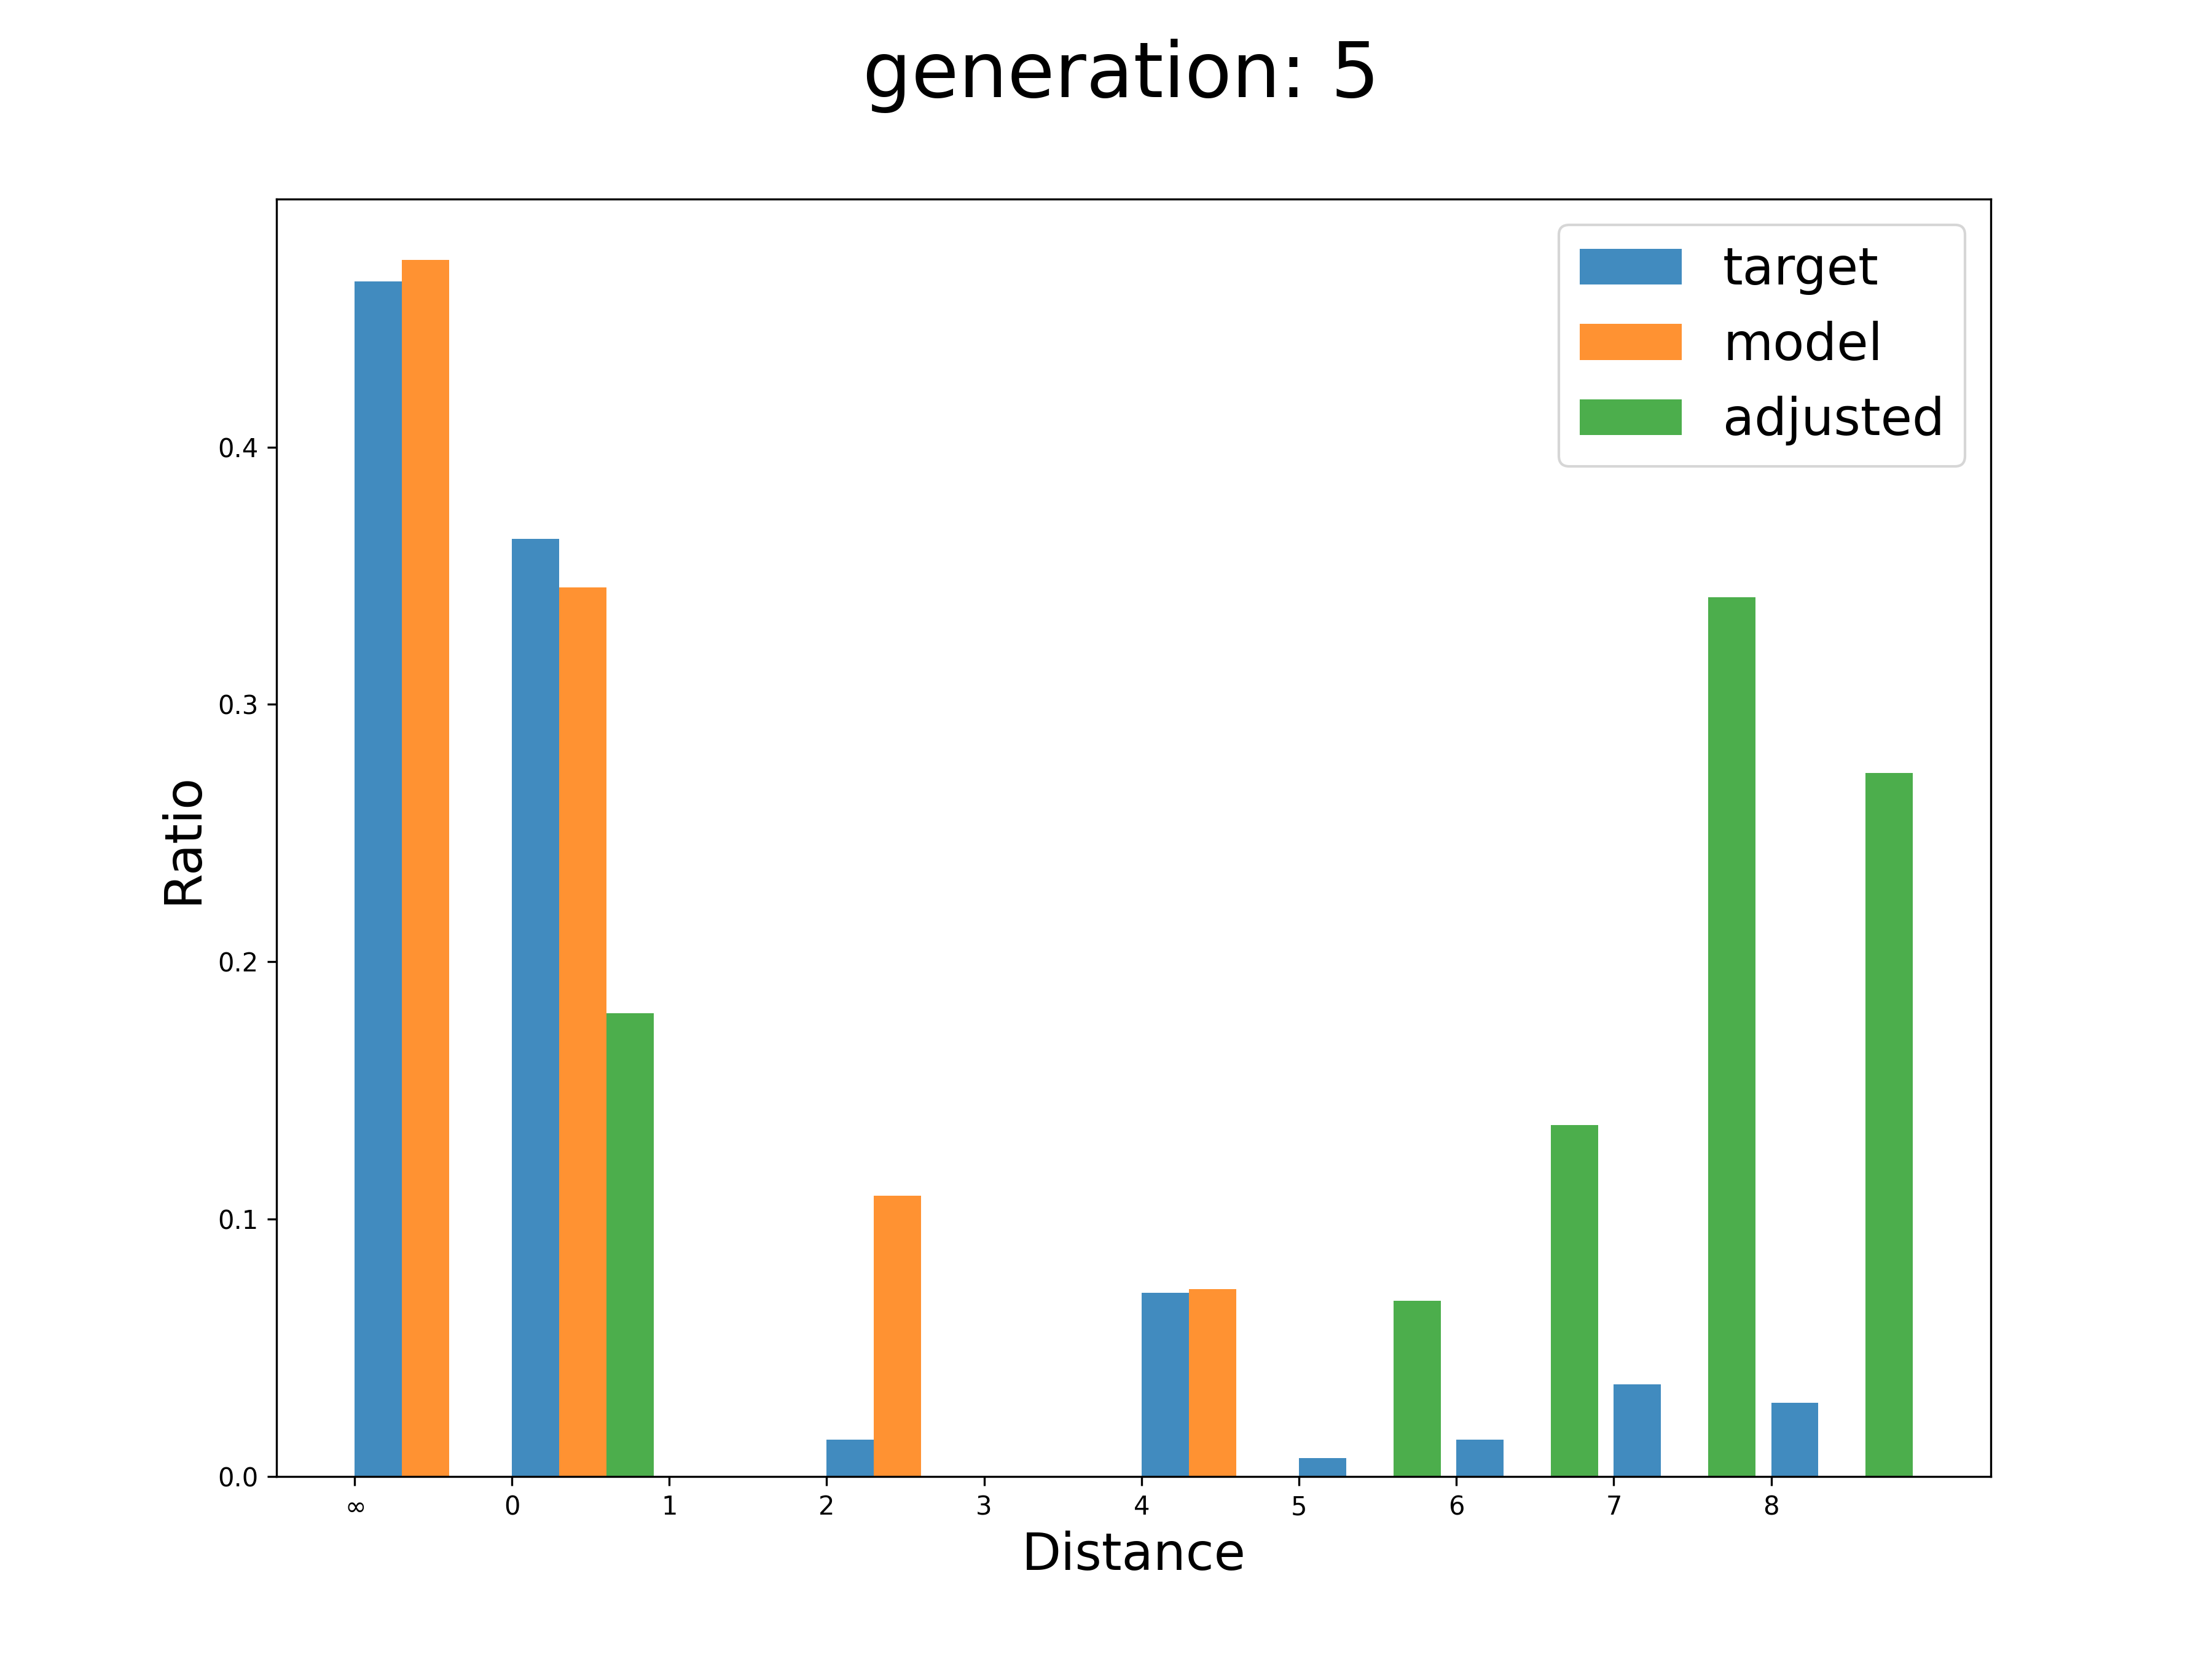 generation: 5
target
model
adjusted
Ratio
0.4
0.3
0.2
0.1
0.0
∞ 0 1 2 3 4 5 6 7 8
Distance